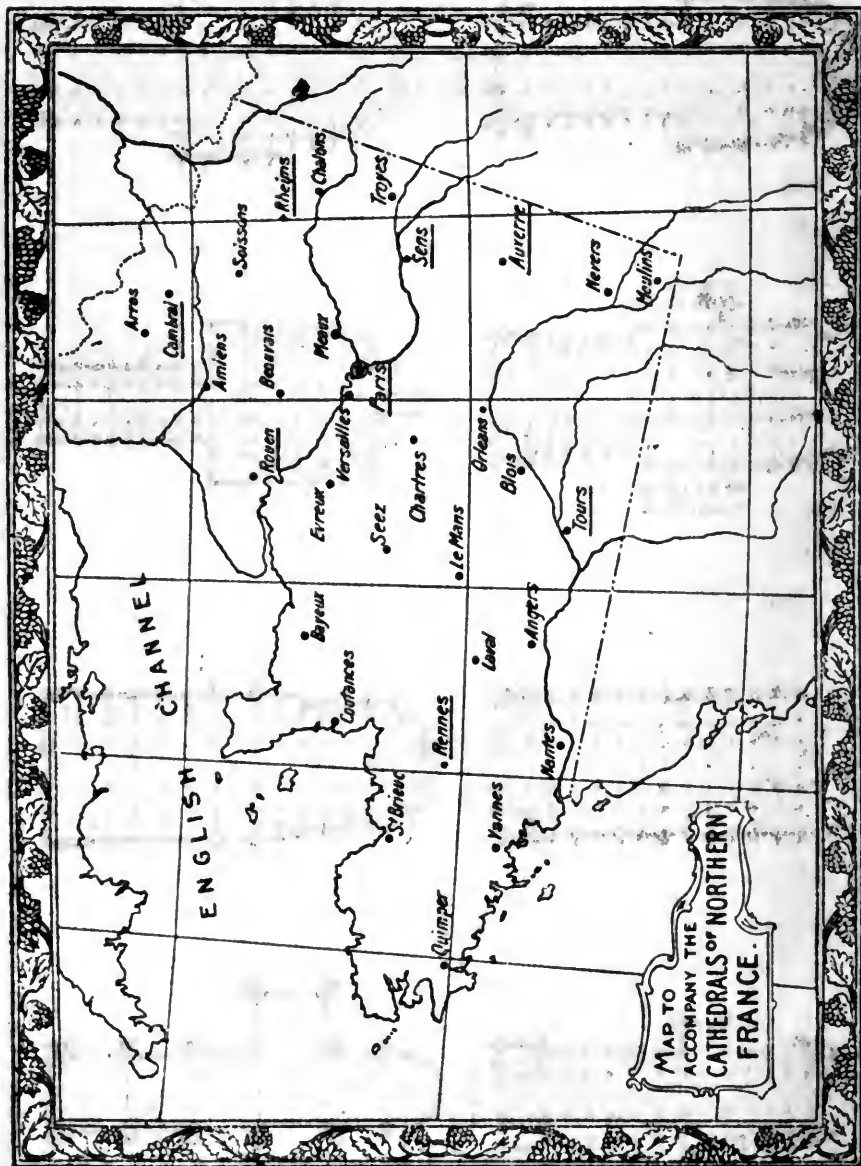 ENGLISH CHANNEL
Arras
Cambrai
Amiens
Soissons
Rheims
Chalons
Rouen
Beauvais
Meaux
Paris
Versailles
Evreux
Bayeux
Coutances
Seez
Chartres
Sens
Troyes
St Brieuc
Quimper
Rennes
Le Mans
Laval
Orleans
Auxerre
Vannes
Nantes
Angers
Blois
Tours
Nevers
Moulins
MAP TO
ACCOMPANY THE
CATHEDRALS OF NORTHERN
FRANCE.